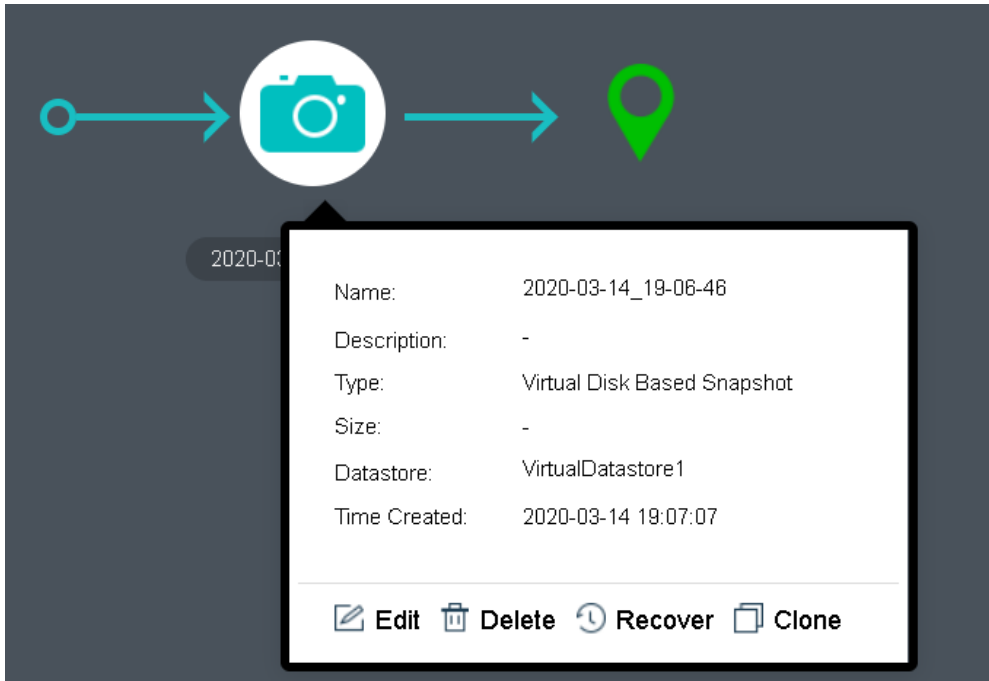 2020-03
Name: 2020-03-14_19-06-46
Description: -
Type: Virtual Disk Based Snapshot
Size: -
Datastore: VirtualDatastore1
Time Created: 2020-03-14 19:07:07
Edit Delete Recover Clone